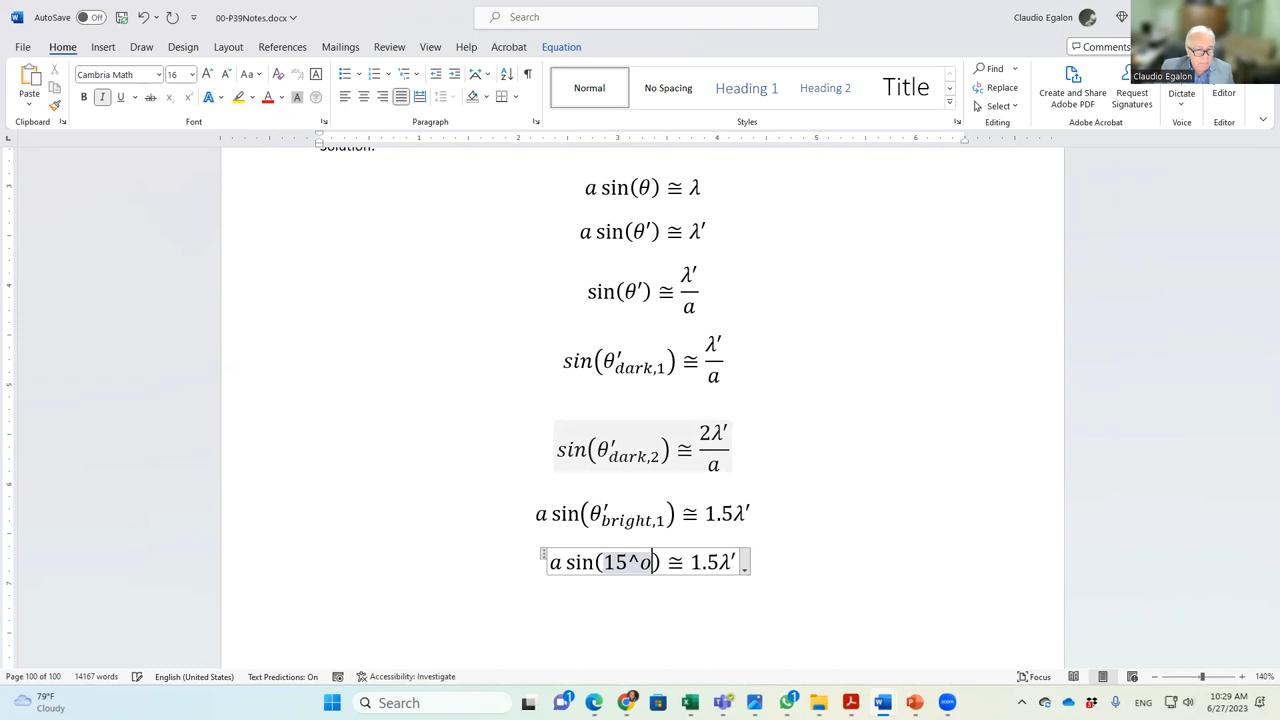 AutoSave Off 00-P39Notes.docx Search Claudio Egalon
File Home Insert Draw Design Layout References Mailings Review View Help Acrobat Equation Comments
Claudio Egalon
Paste Cambria Math 16 Normal No Spacing Heading 1 Heading 2 Title Find Replace Select Create and Share Adobe PDF Request Signatures Dictate Editor
Clipboard Font Paragraph Styles Editing Adobe Acrobat Voice Editor
Solution:
a sin(θ) ≅ λ
a sin(θ′) ≅ λ′
sin(θ′) ≅ λ′/a
sin(θ′_dark,1) ≅ λ′/a
sin(θ′_dark,2) ≅ 2λ′/a
a sin(θ′_bright,1) ≅ 1.5λ′
a sin(15^o) ≅ 1.5λ′
Page 100 of 100 14167 words English (United States) Text Predictions: On Accessibility: Investigate Focus 140%
79°F
Cloudy
Search
ENG
10:29 AM
6/27/2023